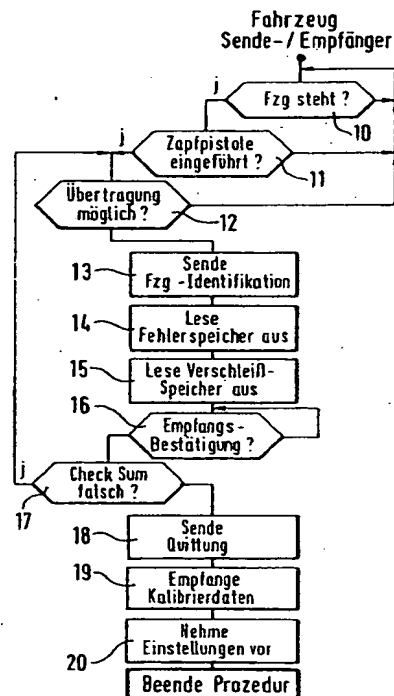 Fahrzeug
Sende-/Empfänger
j
Fzg steht ?
10
j
Zapfpistole
eingeführt ?
11
Übertragung
möglich ?
12
13
Sende
Fzg-Identifikation
14
Lese
Fehlerspeicher aus
15
Lese Verschleiß-
Speicher aus
16
Empfangs-
Bestätigung ?
j
Check Sum
falsch ?
17
18
Sende
Quittung
19
Empfange
Kalibrierdaten
20
Nehme
Einstellungen vor
Beende Prozedur